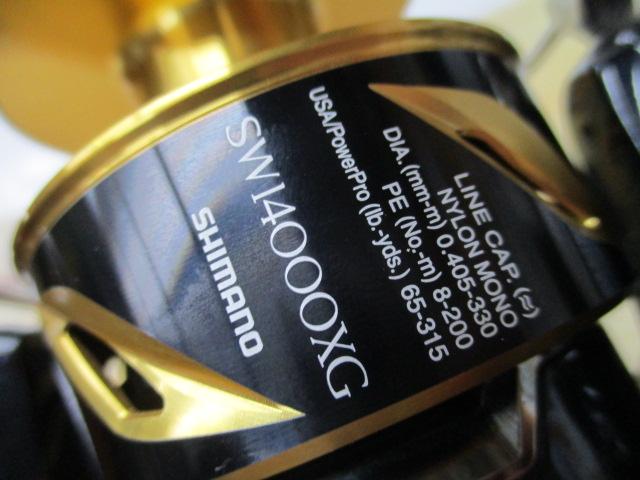 LINE CAP. (≈)
NYLON MONO
DIA. (mm-m) 0.405-330
PE (No.-m) 8-200
USA/PowerPro (lb.-yds.) 65-315
SW14000XG
SHIMANO